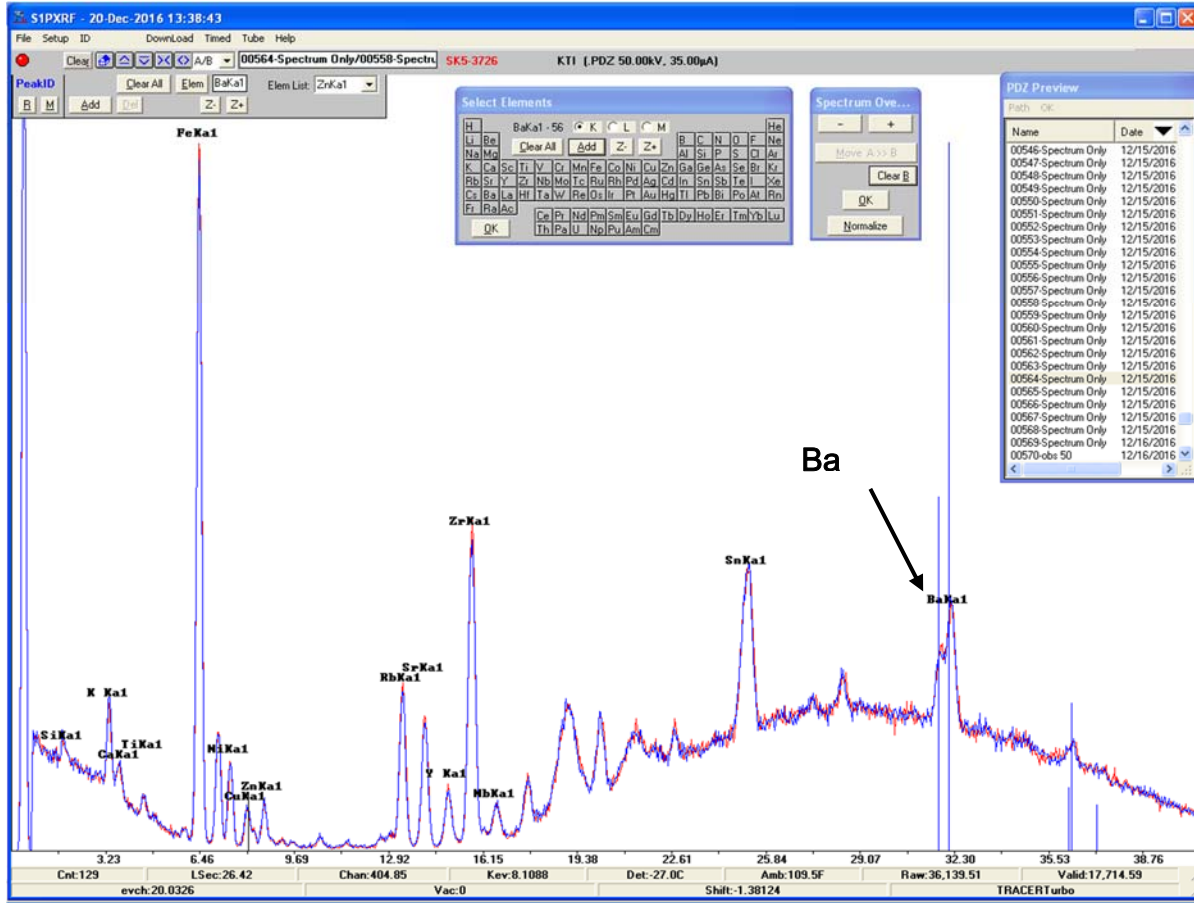 S1PXRF - 20-Dec-2016 13:38:43
File Setup ID DownLoad Timed Tube Help
Clear A/B 00564-Spectrum Only/00558-Spectru SK5-3726 KTI (.PDZ 50.00kV, 35.00µA)
PeakID Clear All Elem BaKa1 Elem List: ZnKa1
R M Add Del Z- Z+
Select Elements
H BaKa1 - 56 K L M He
Li Be Clear All Add Z- Z+ B C N O F Ne
Na Mg Al Si P S Cl Ar
K Ca Sc Ti V Cr Mn Fe Co Ni Cu Zn Ga Ge As Se Br Kr
Rb Sr Y Zr Nb Mo Tc Ru Rh Pd Ag Cd In Sn Sb Te I Xe
Cs Ba La Hf Ta W Re Os Ir Pt Au Hg Tl Pb Bi Po At Rn
Fr Ra Ac
Ce Pr Nd Pm Sm Eu Gd Tb Dy Ho Er Tm Yb Lu
OK Th Pa U Np Pu Am Cm
Spectrum Ove...
- +
Move A >> B
Clear B
OK
Normalize
PDZ Preview
Path OK
Name Date
00546-Spectrum Only 12/15/2016
00547-Spectrum Only 12/15/2016
00548-Spectrum Only 12/15/2016
00549-Spectrum Only 12/15/2016
00550-Spectrum Only 12/15/2016
00551-Spectrum Only 12/15/2016
00552-Spectrum Only 12/15/2016
00553-Spectrum Only 12/15/2016
00554-Spectrum Only 12/15/2016
00555-Spectrum Only 12/15/2016
00556-Spectrum Only 12/15/2016
00557-Spectrum Only 12/15/2016
00558-Spectrum Only 12/15/2016
00559-Spectrum Only 12/15/2016
00560-Spectrum Only 12/15/2016
00561-Spectrum Only 12/15/2016
00562-Spectrum Only 12/15/2016
00563-Spectrum Only 12/15/2016
00564-Spectrum Only 12/15/2016
00565-Spectrum Only 12/15/2016
00566-Spectrum Only 12/15/2016
00567-Spectrum Only 12/15/2016
00568-Spectrum Only 12/15/2016
00569-Spectrum Only 12/16/2016
00570-obs 50 12/16/2016
FeKa1
Ba
ZrKa1
SnKa1
BaKa1
SrKa1
RbKa1
K Ka1
SiKa1
TiKa1
CaKa1
NiKa1
Y Ka1
ZnKa1
CuKa1
NbKa1
3.23 6.46 9.69 12.92 16.15 19.38 22.61 25.84 29.07 32.30 35.53 38.76
Cnt:129 LSec:26.42 Chan:404.85 Kev:8.1088 Det:-27.0C Amb:109.5F Raw:36,139.51 Valid:17,714.59
evch:20.0326 Vac:0 Shift:-1.38124 TRACERTurbo